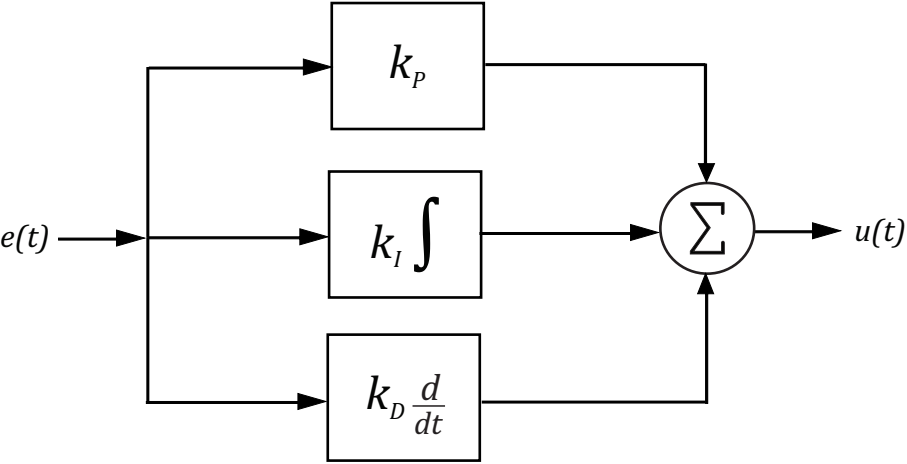 k_P
e(t)
k_I ∫
∑
u(t)
k_D d/dt